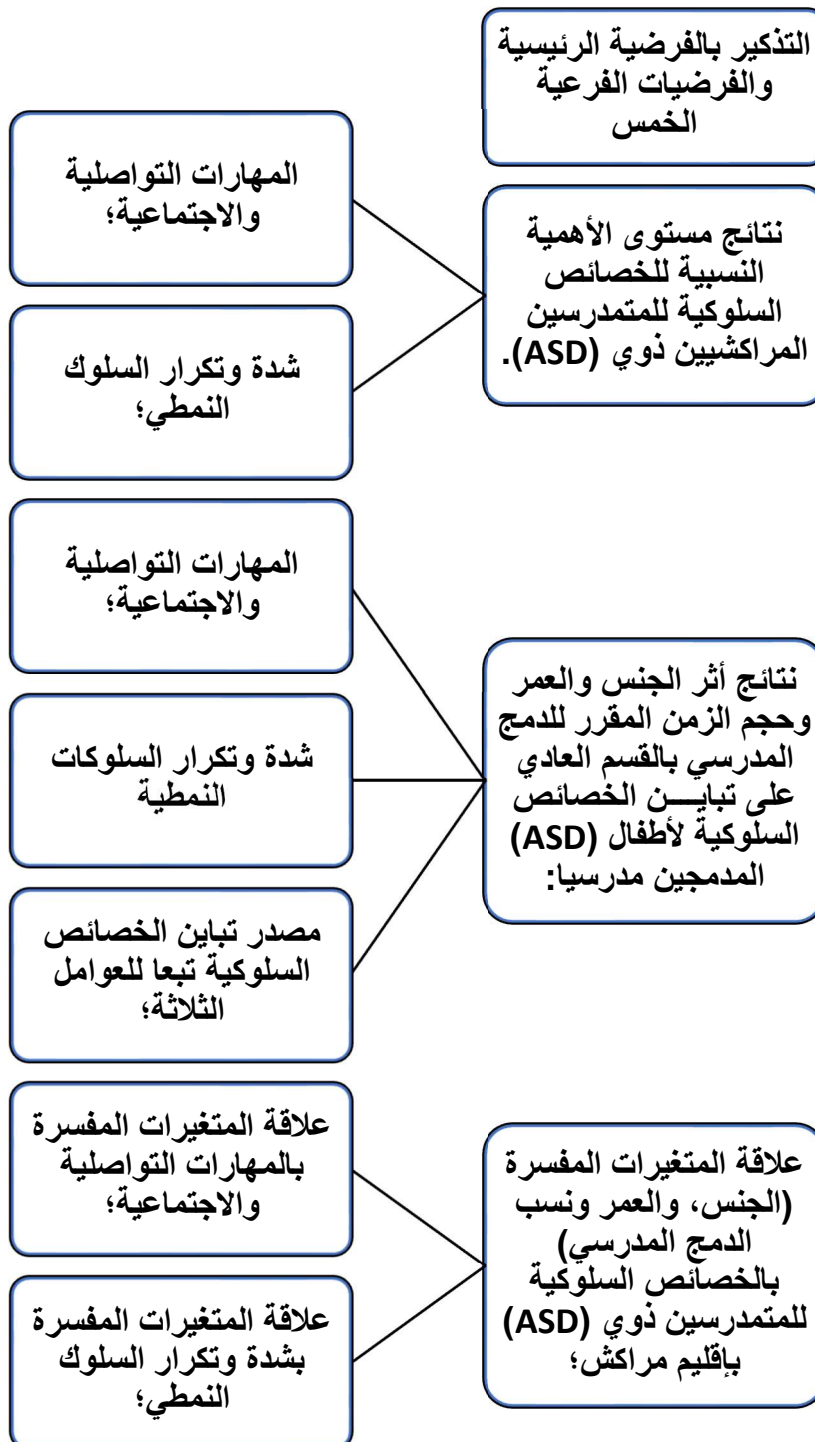 التذكير بالفرضية الرئيسية
والفرضيات الفرعية
الخمس
نتائج مستوى الأهمية
النسبية للخصائص
السلوكية للمتمدرسين
المراكشيين ذوي (ASD).
المهارات التواصلية
والاجتماعية؛
شدة وتكرار السلوك
النمطي؛
نتائج أثر الجنس والعمر
وحجم الزمن المقرر للدمج
المدرسي بالقسم العادي
على تبايـــن الخصائص
السلوكية لأطفال (ASD)
المدمجين مدرسيا:
المهارات التواصلية
والاجتماعية؛
شدة وتكرار السلوكات
النمطية
مصدر تباين الخصائص
السلوكية تبعا للعوامل
الثلاثة؛
علاقة المتغيرات المفسرة
(الجنس، والعمر ونسب
الدمج المدرسي)
بالخصائص السلوكية
للمتمدرسين ذوي (ASD)
بإقليم مراكش؛
علاقة المتغيرات المفسرة
بالمهارات التواصلية
والاجتماعية؛
علاقة المتغيرات المفسرة
بشدة وتكرار السلوك
النمطي؛